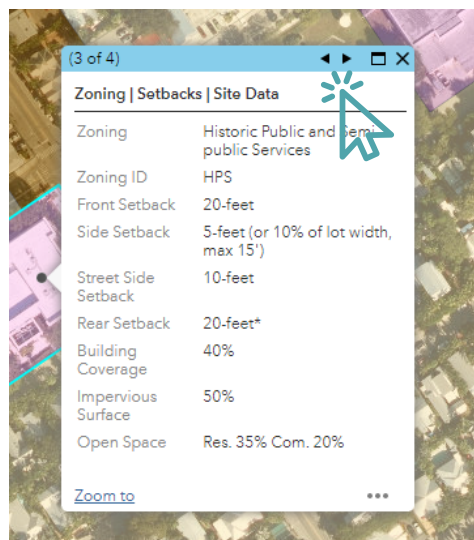 (3 of 4)
Zoning | Setbacks | Site Data
Zoning Historic Public and Semi-
public Services
Zoning ID HPS
Front Setback 20-feet
Side Setback 5-feet (or 10% of lot width,
max 15')
Street Side 10-feet
Setback
Rear Setback 20-feet*
Building 40%
Coverage
Impervious 50%
Surface
Open Space Res. 35% Com. 20%
Zoom to